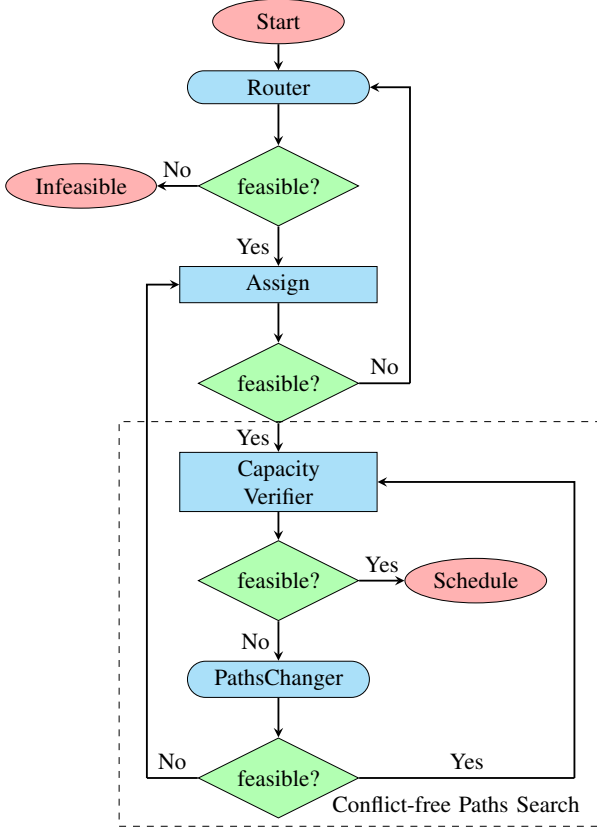 Start
Router
No
Infeasible
feasible?
Yes
Assign
feasible?
No
Yes
Capacity
Verifier
feasible?
Yes
Schedule
No
PathsChanger
No
feasible?
Yes
Conflict-free Paths Search